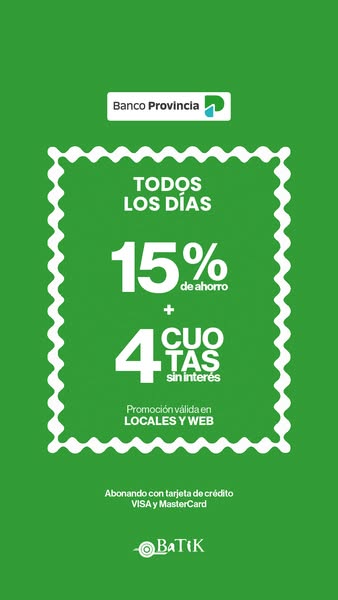 Banco Provincia
TODOS
LOS DÍAS
15%
de ahorro
+
4 CUO
TAS
sin interés
Promoción válida en
LOCALES Y WEB
Abonando con tarjeta de crédito
VISA y MasterCard
BaTiK